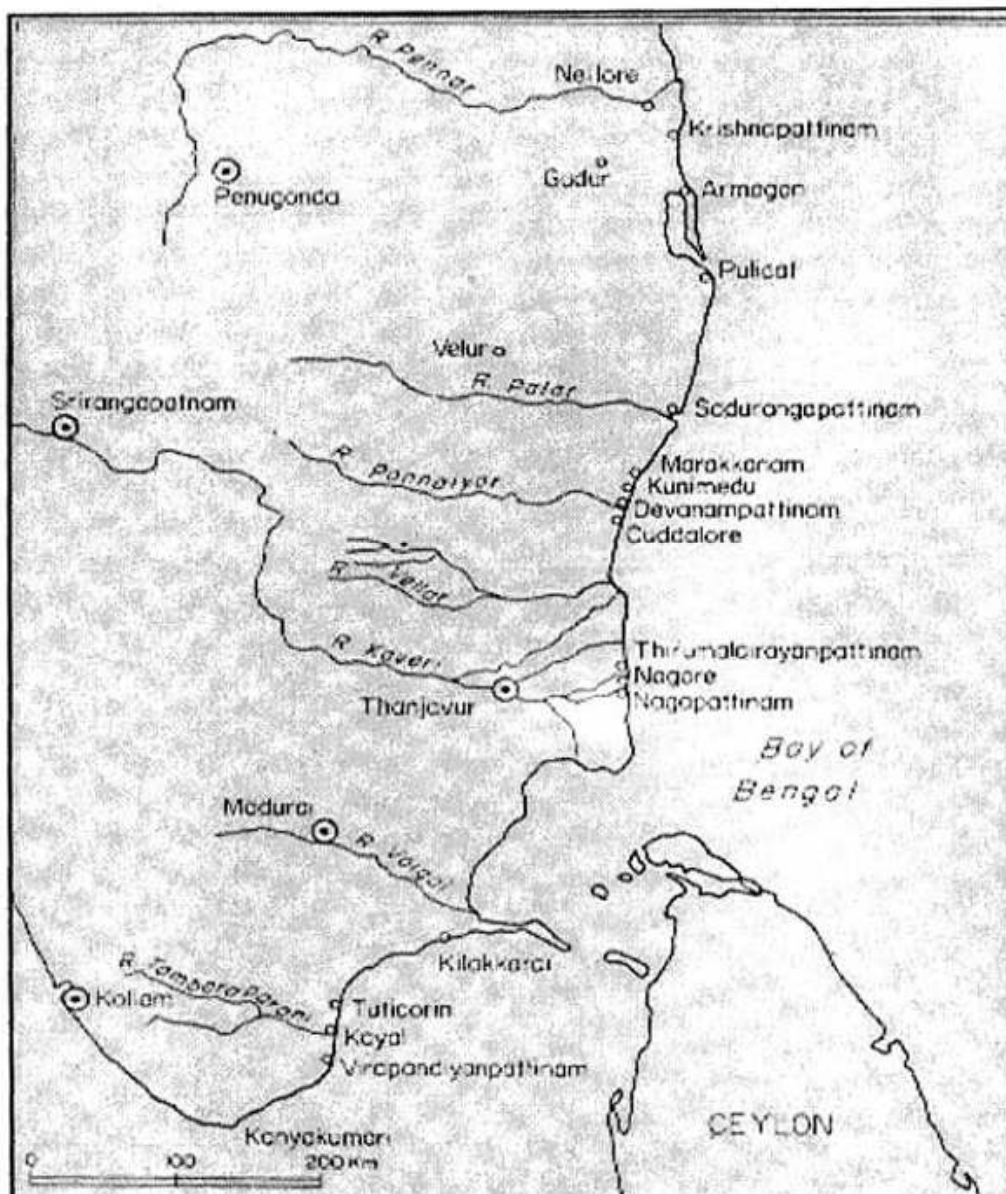 R. Pennar
Nellore
Krishnapattinam
Gudur
Penugonda
Armagon
Pulicat
Velur
R. Palar
Srirangapatnam
Sadurangapattinam
R. Ponnaiyar
Marakkanam
Kunimedu
Devanampattinam
Cuddalore
R. Vellar
R. Kaveri
Thirumalairayanpattinam
Nagore
Thanjavur
Nagapattinam
Bay of
Bengal
Madurai
R. Vaigai
Kilakkarai
R. Tambaraparani
Kollam
Tuticorin
Kayal
Virapandiyanpattinam
CEYLON
Kanyakumari
0 100 200 Km